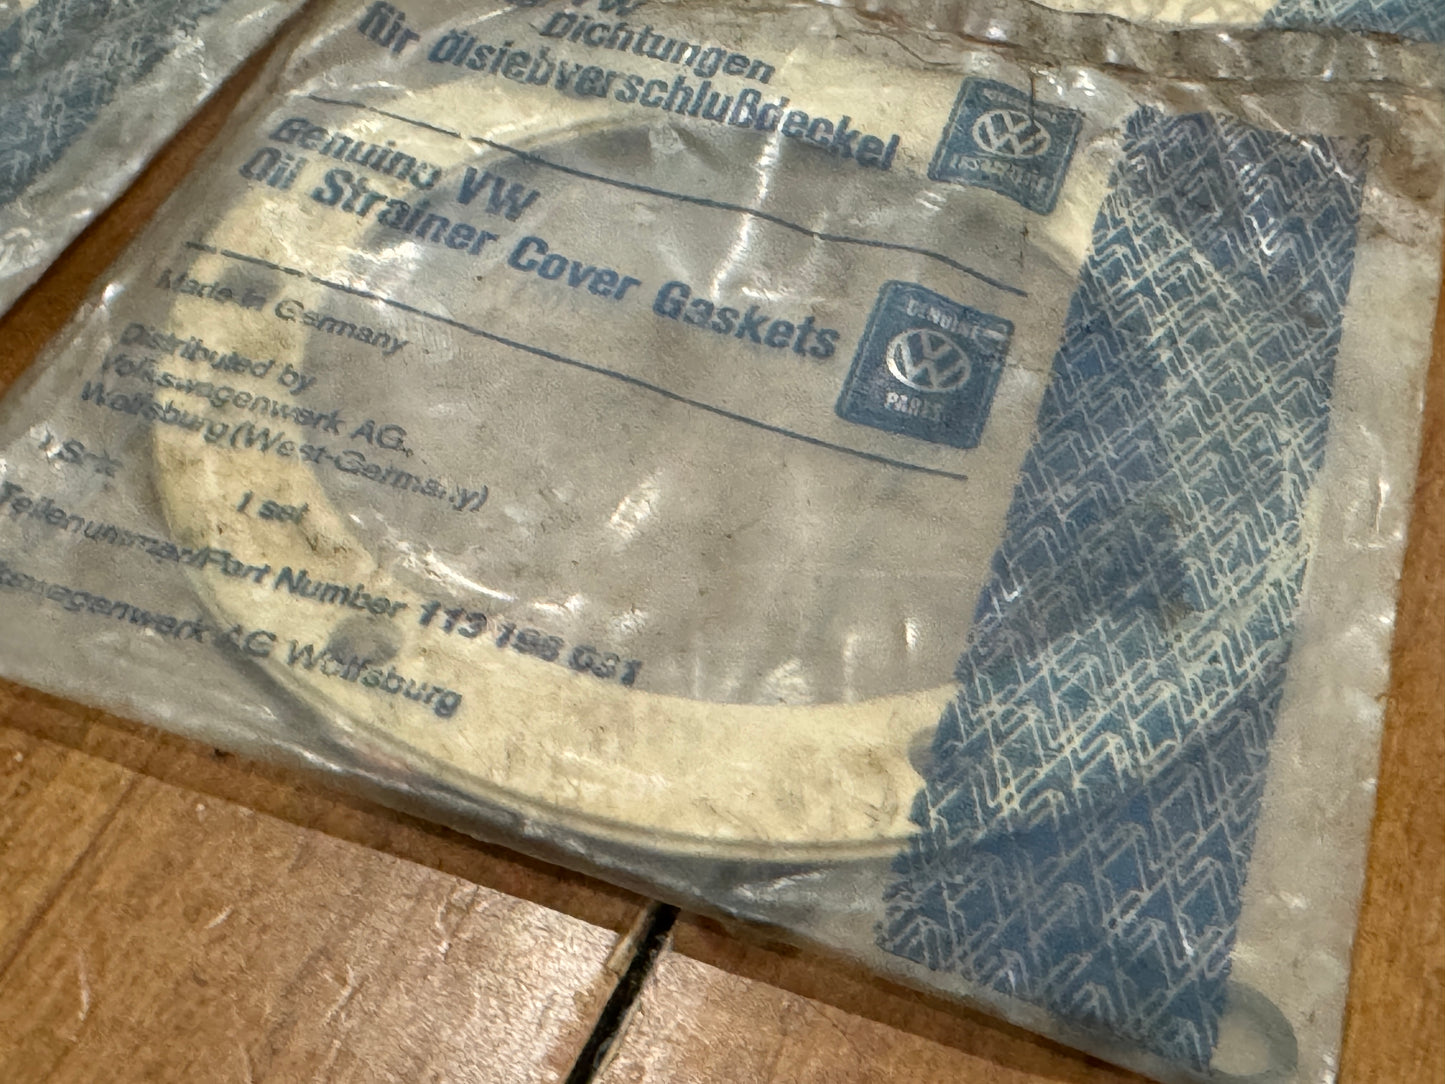 VW
Dichtungen
für Ölsiebverschlußdeckel
Genuine VW
Oil Strainer Cover Gaskets
GENUINE
PARTS
Made in Germany
Distributed by
Volkswagenwerk AG.
Wolfsburg (West-Germany)
1 set
Teilenummer/Part Number 113 198 031
AG Wolfsburg